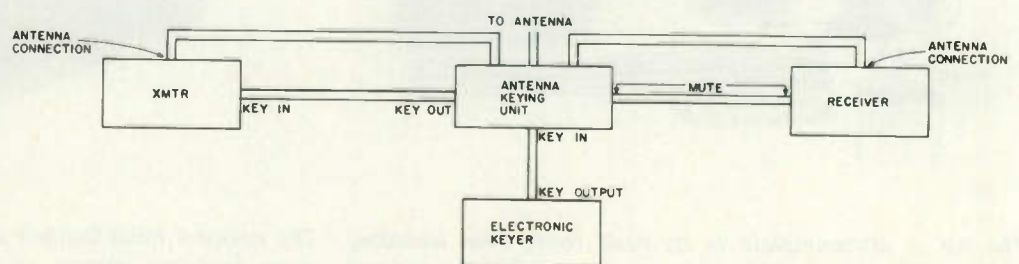 TO ANTENNA
ANTENNA
CONNECTION
ANTENNA
CONNECTION
XMTR
KEY IN
KEY OUT
ANTENNA
KEYING
UNIT
MUTE
RECEIVER
KEY IN
KEY OUTPUT
ELECTRONIC
KEYER